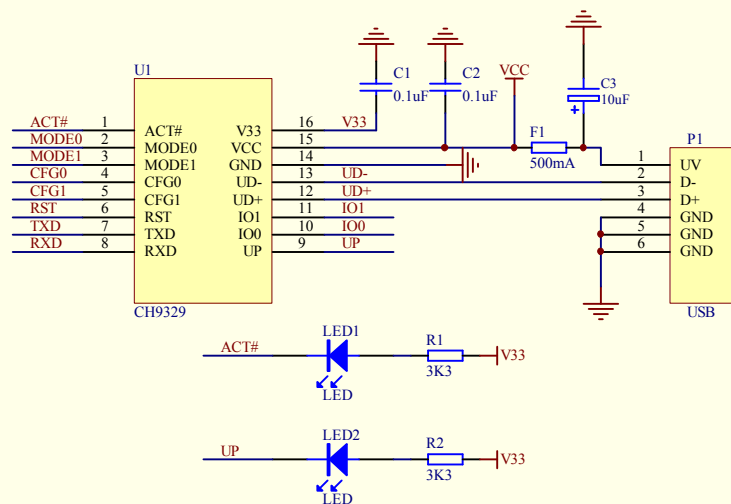 U1
C1
0.1uF
C2
0.1uF
VCC
C3
10uF
+
F1
500mA
P1
ACT# 1 ACT# V33 16 V33
MODE0 2 MODE0 VCC 15
MODE1 3 MODE1 GND 14
CFG0 4 CFG0 UD- 13 UD-
CFG1 5 CFG1 UD+ 12 UD+
RST 6 RST IO1 11 IO1
TXD 7 TXD IO0 10 IO0
RXD 8 RXD UP 9 UP
CH9329
1 UV
2 D-
3 D+
4 GND
5 GND
6 GND
USB
LED1
ACT#
LED
R1
3K3
V33
LED2
UP
LED
R2
3K3
V33